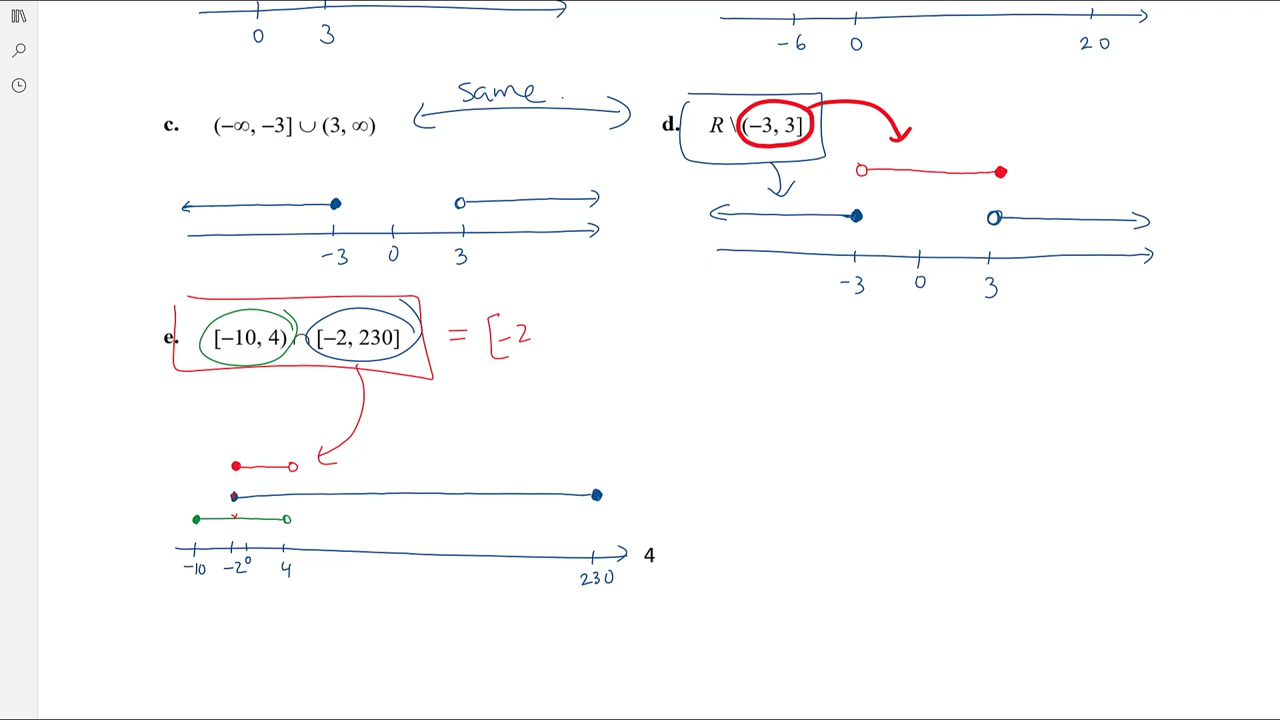 0 3
-6 0 20
same.
c. (−∞, −3] ∪ (3, ∞)
d. R \ (−3, 3]
-3 0 3
-3 0 3
e. [−10, 4) ∩ [−2, 230] = [-2
-10 -2 0 4 230
4